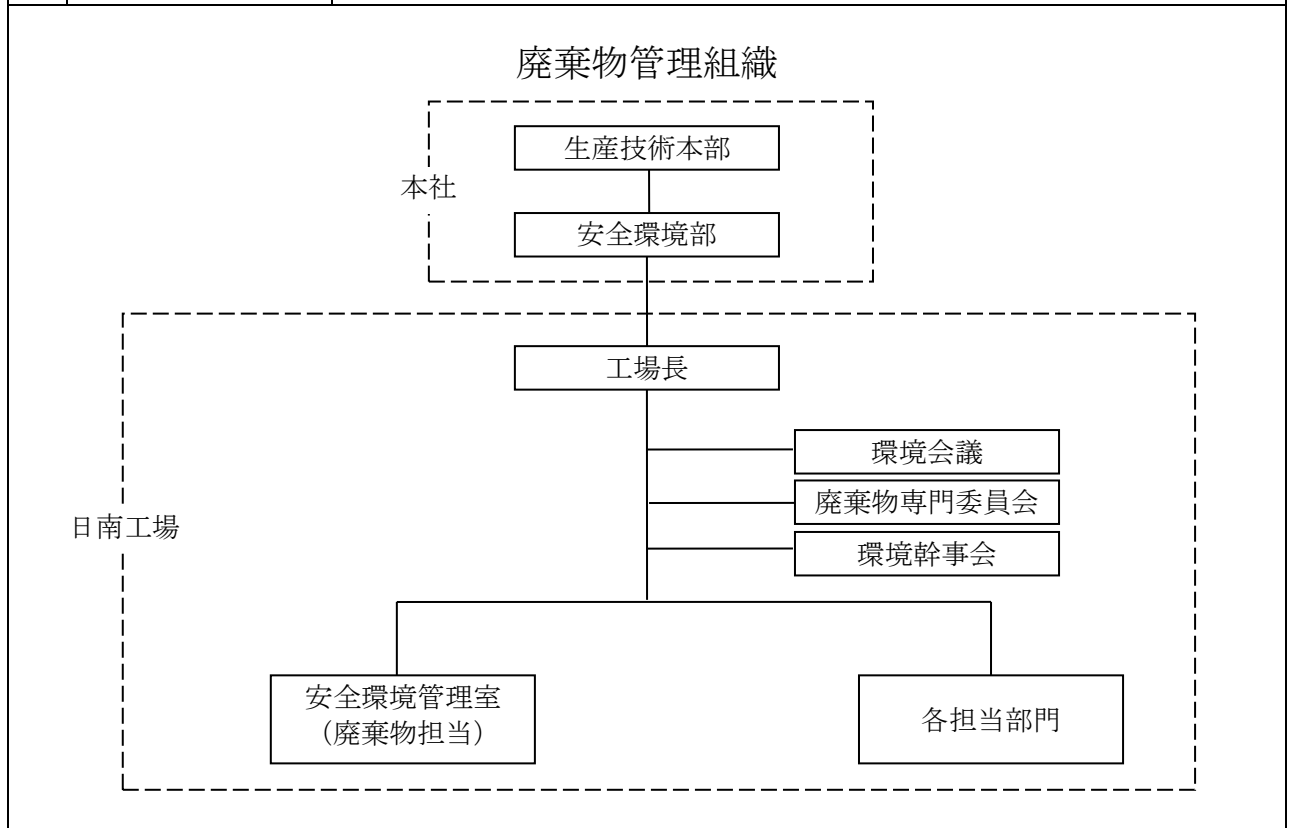 廃棄物管理組織
生産技術本部
本社
安全環境部
工場長
環境会議
廃棄物専門委員会
日南工場
環境幹事会
安全環境管理室
（廃棄物担当）
各担当部門